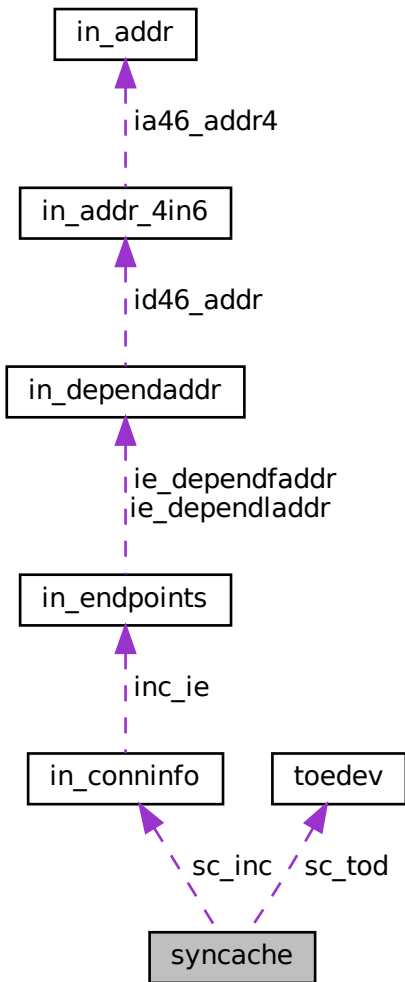 in_addr
ia46_addr4
in_addr_4in6
id46_addr
in_dependaddr
ie_dependfaddr
ie_dependladdr
in_endpoints
inc_ie
in_conninfo
toedev
sc_inc
sc_tod
syncache